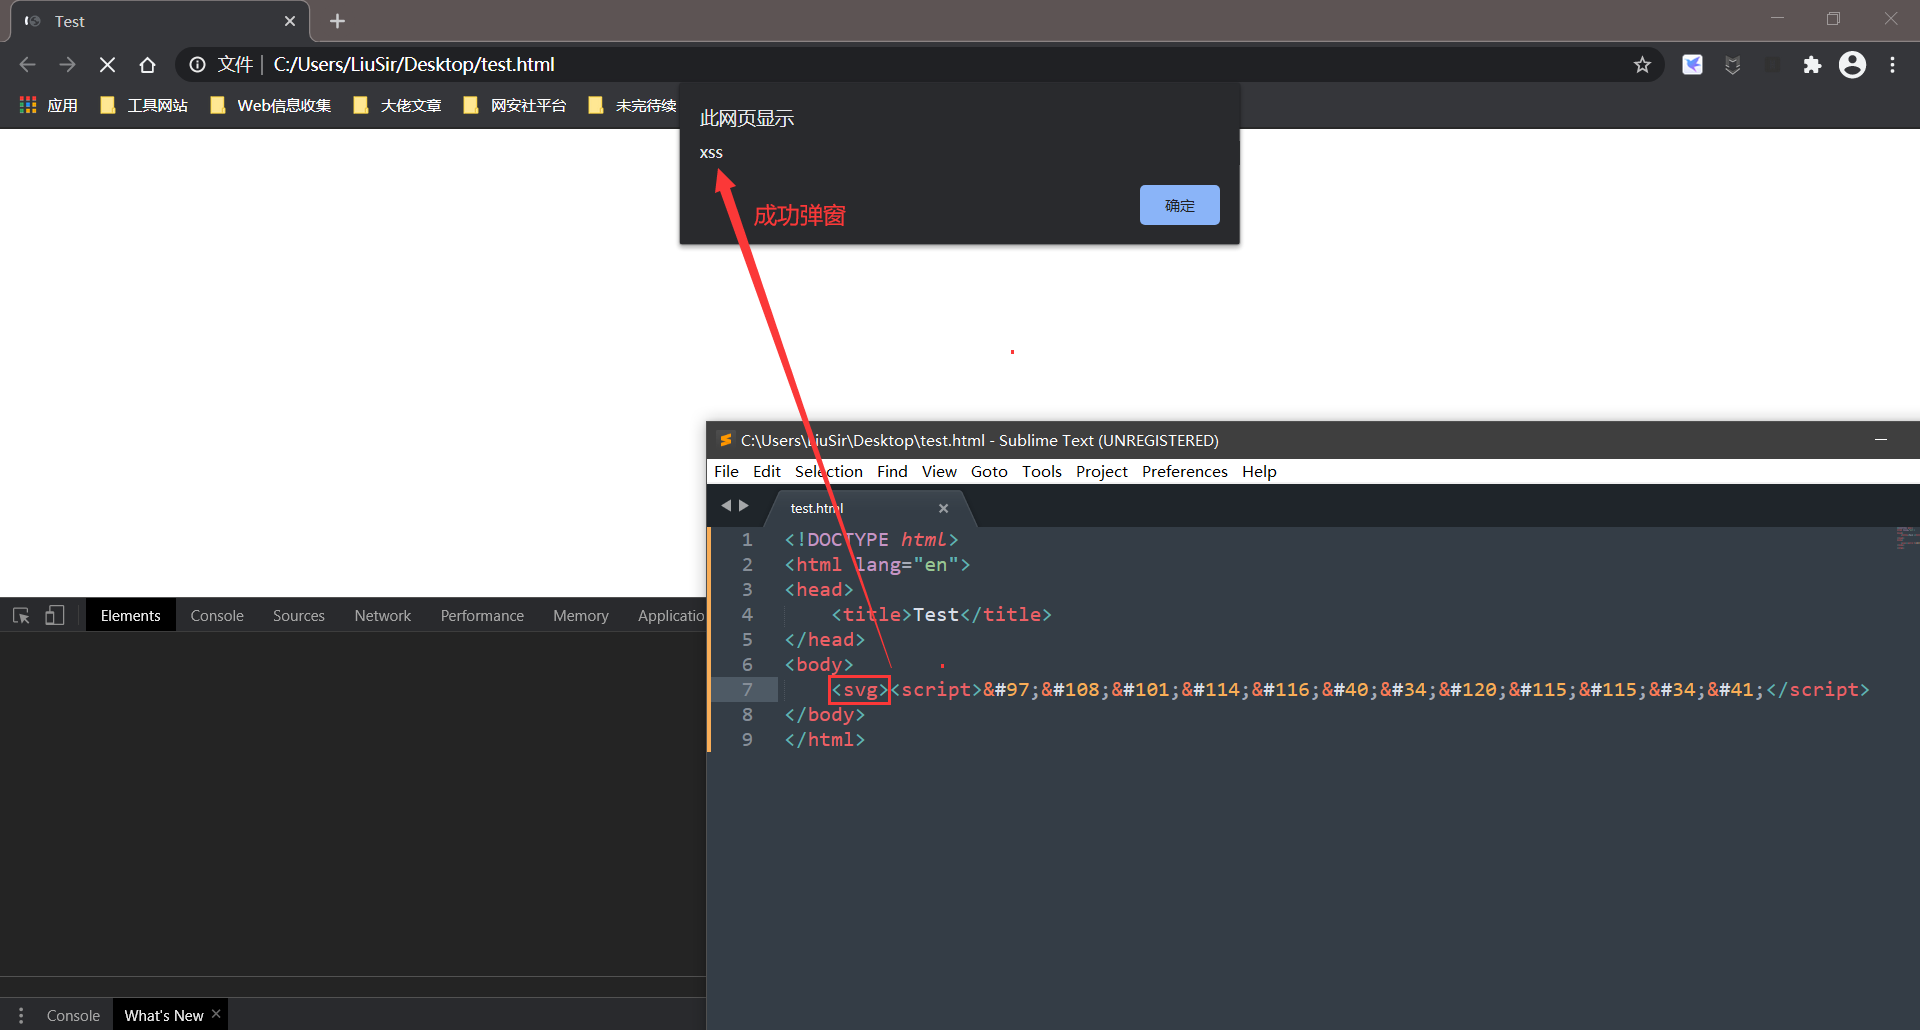 Test
文件 C:/Users/LiuSir/Desktop/test.html
应用 工具网站 Web信息收集 大佬文章 网安社平台 未完待续
此网页显示
xss
成功弹窗
确定
C:\Users\LiuSir\Desktop\test.html - Sublime Text (UNREGISTERED)
File Edit Selection Find View Goto Tools Project Preferences Help
test.html
1 <!DOCTYPE html>
2 <html lang="en">
3 <head>
4 <title>Test</title>
5 </head>
6 <body>
7 <svg><script>&#97;&#108;&#101;&#114;&#116;&#40;&#34;&#120;&#115;&#115;&#34;&#41;</script>
8 </body>
9 </html>
Elements Console Sources Network Performance Memory Applicatio
Console What's New